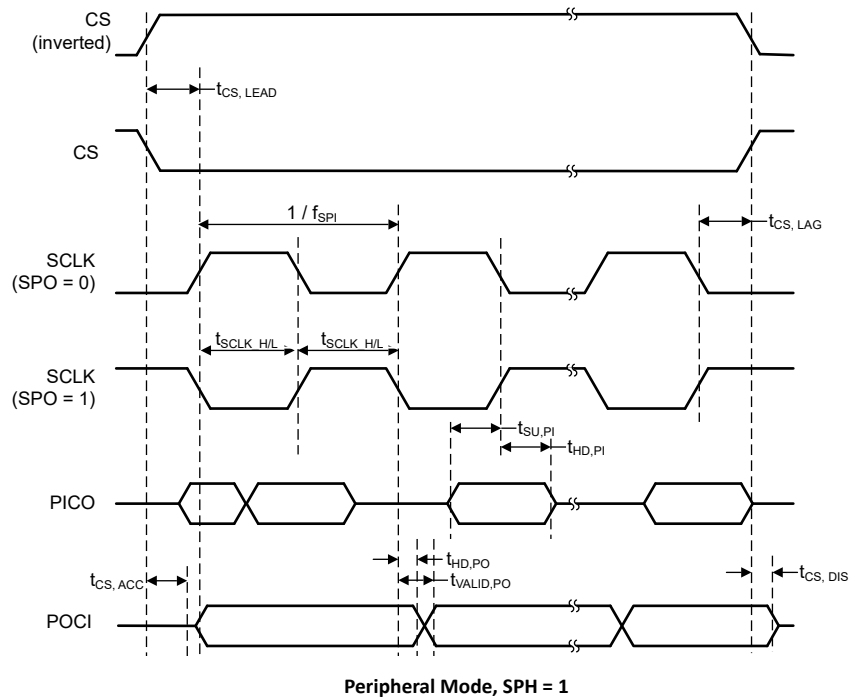 CS
(inverted)
tCS, LEAD
CS
1 / fSPI
tCS, LAG
SCLK
(SPO = 0)
tSCLK_H/L
tSCLK_H/L
SCLK
(SPO = 1)
tSU,PI
tHD,PI
PICO
tHD,PO
tVALID,PO
tCS, ACC
tCS, DIS
POCI
Peripheral Mode, SPH = 1